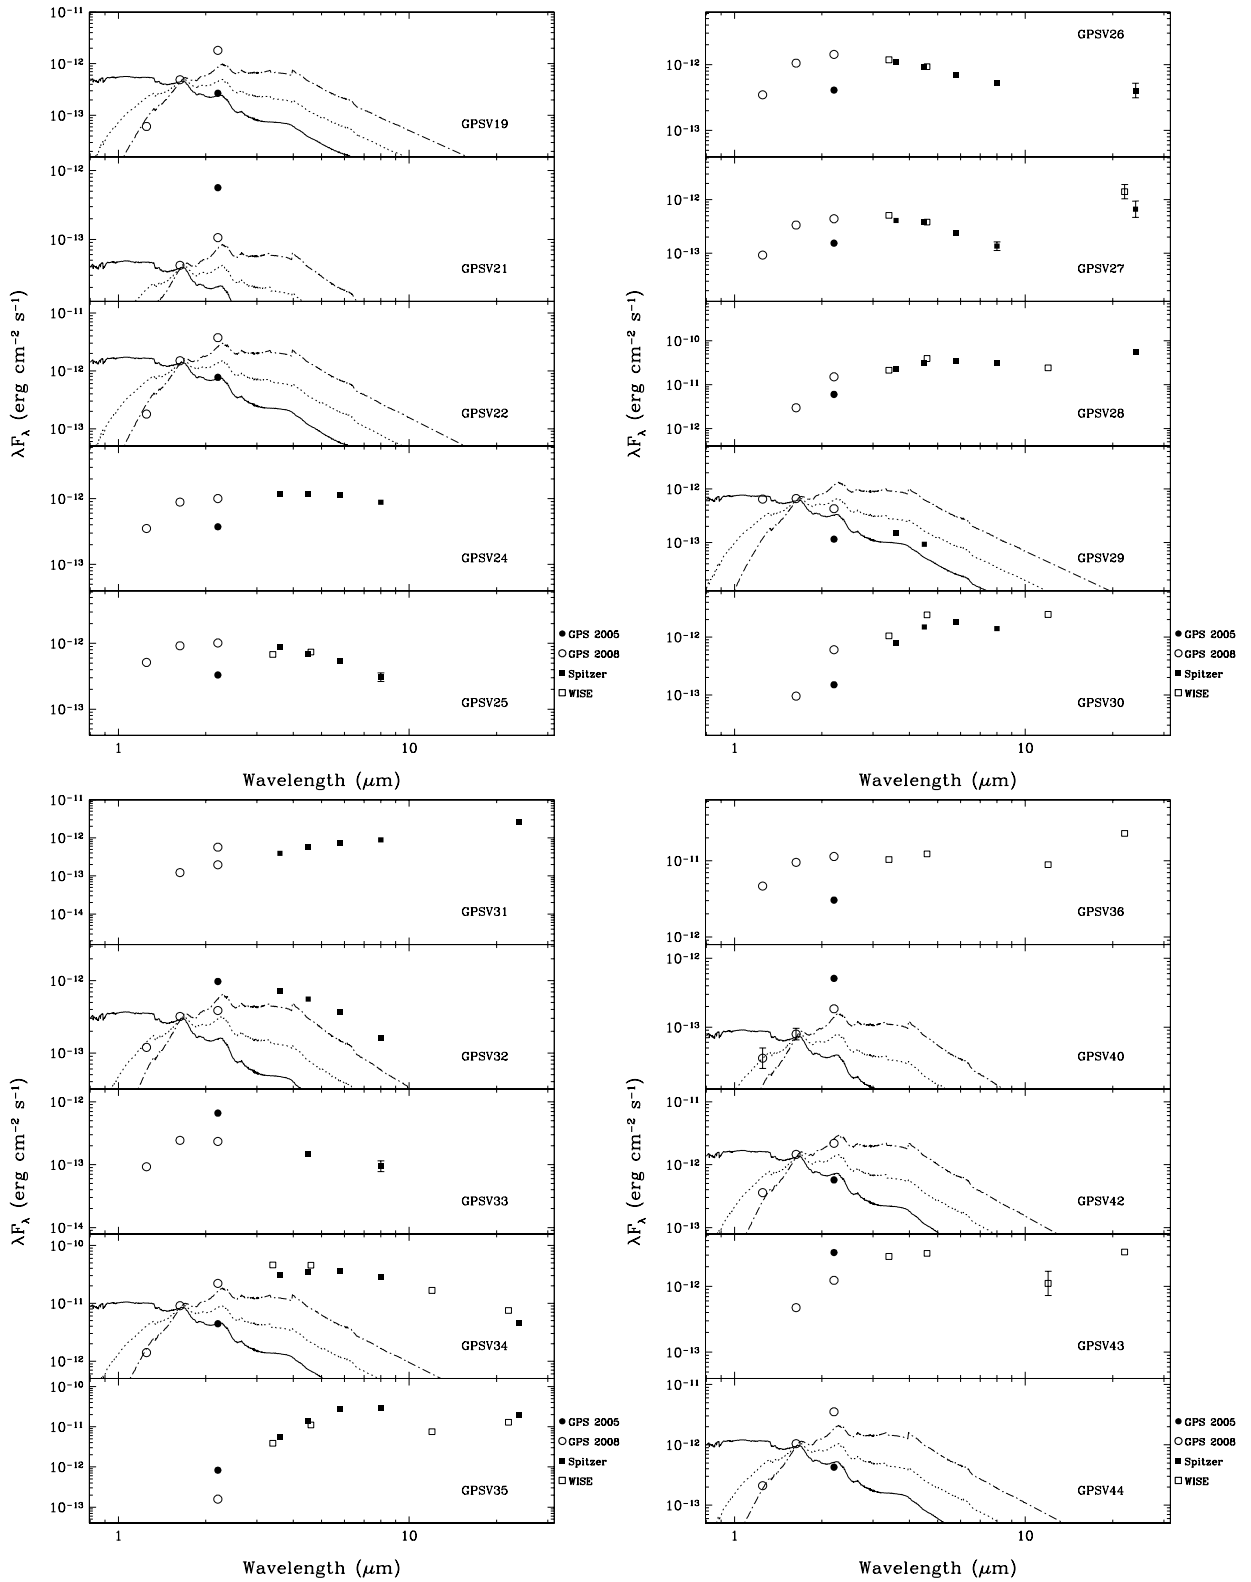 10⁻¹¹
10⁻¹²
10⁻¹³
GPSV19
10⁻¹²
10⁻¹³
GPSV21
10⁻¹¹
10⁻¹²
10⁻¹³
GPSV22
10⁻¹²
10⁻¹³
GPSV24
10⁻¹²
10⁻¹³
GPSV25
λF_λ (erg cm⁻² s⁻¹)
1 10
Wavelength (μm)
GPS 2005
GPS 2008
Spitzer
WISE
GPSV26
10⁻¹²
10⁻¹³
10⁻¹²
10⁻¹³
GPSV27
10⁻¹⁰
10⁻¹¹
10⁻¹²
GPSV28
10⁻¹²
10⁻¹³
GPSV29
10⁻¹²
10⁻¹³
GPSV30
λF_λ (erg cm⁻² s⁻¹)
1 10
Wavelength (μm)
GPS 2005
GPS 2008
Spitzer
WISE
10⁻¹¹
10⁻¹²
10⁻¹³
10⁻¹⁴
GPSV31
10⁻¹²
10⁻¹³
GPSV32
10⁻¹²
10⁻¹³
10⁻¹⁴
GPSV33
10⁻¹⁰
10⁻¹¹
10⁻¹²
GPSV34
10⁻¹⁰
10⁻¹¹
10⁻¹²
10⁻¹³
GPSV35
λF_λ (erg cm⁻² s⁻¹)
1 10
Wavelength (μm)
GPS 2005
GPS 2008
Spitzer
WISE
10⁻¹¹
10⁻¹²
GPSV36
10⁻¹²
10⁻¹³
GPSV40
10⁻¹¹
10⁻¹²
10⁻¹³
GPSV42
10⁻¹²
10⁻¹³
GPSV43
10⁻¹¹
10⁻¹²
10⁻¹³
GPSV44
λF_λ (erg cm⁻² s⁻¹)
1 10
Wavelength (μm)
GPS 2005
GPS 2008
Spitzer
WISE